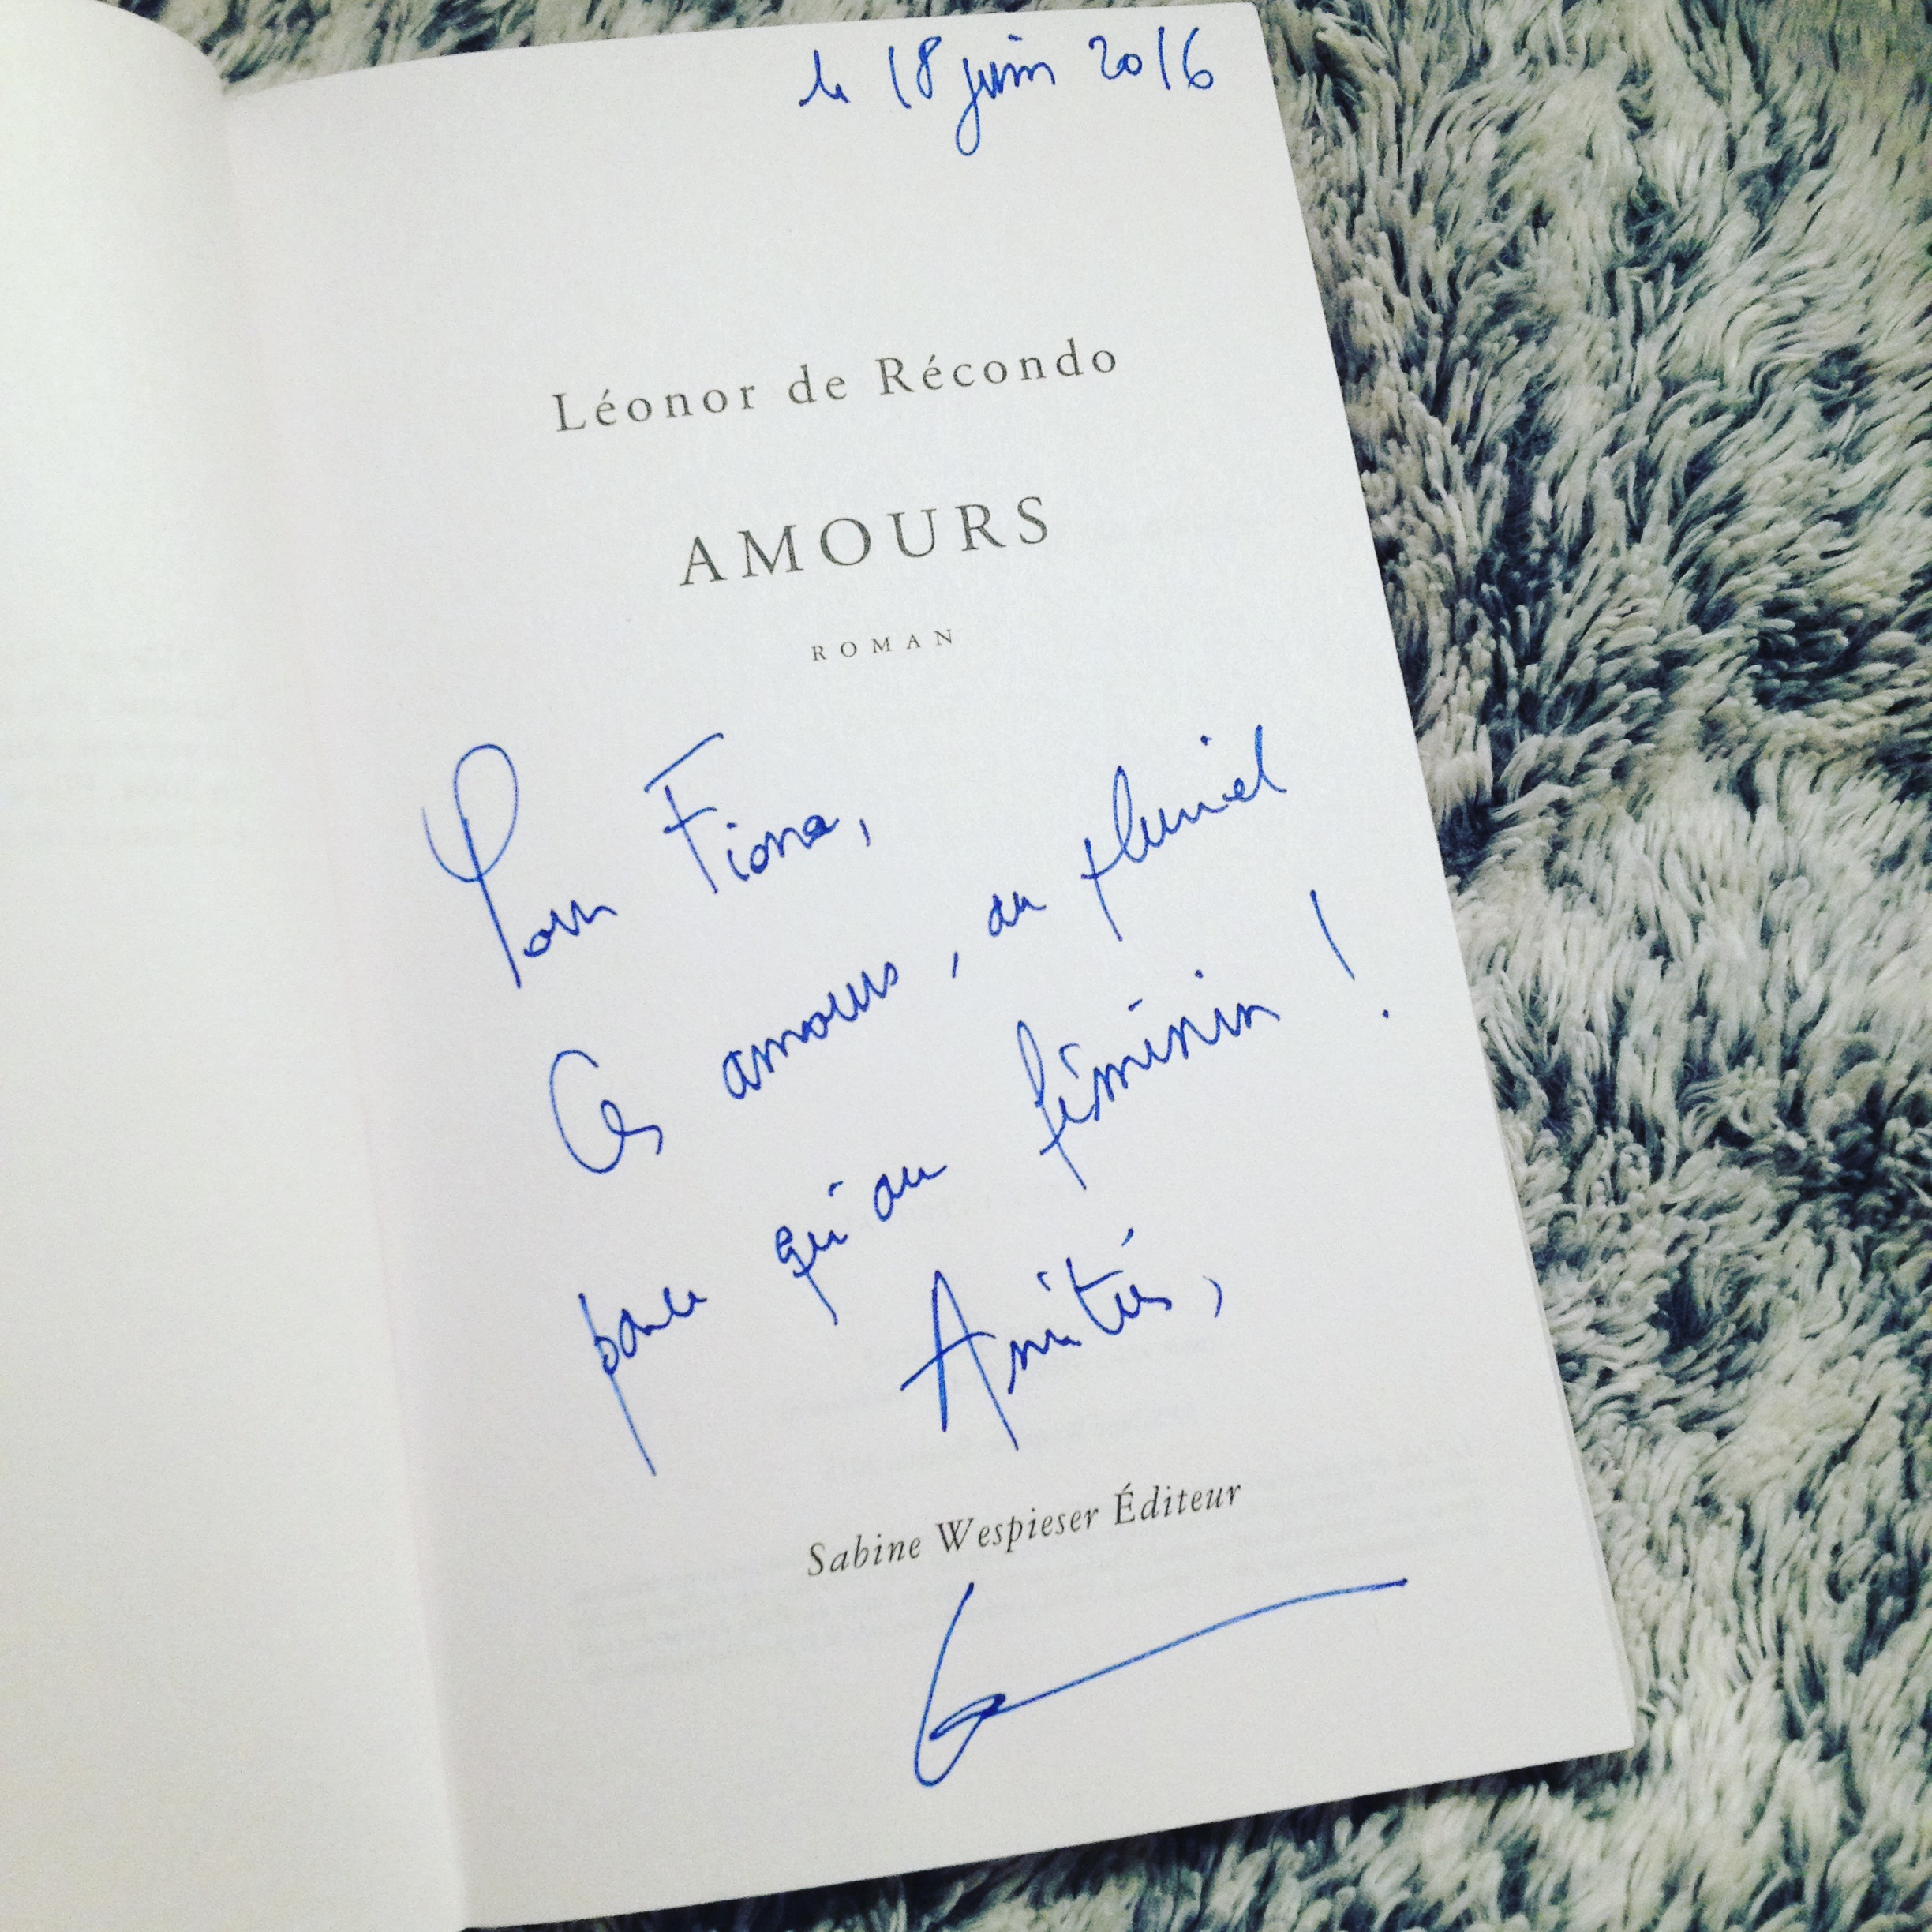 le 18 juin 2016
Léonor de Récondo
AMOURS
ROMAN
Pour Fiona,
Ces amours, au pluriel
parce qu'au féminin !
Amitiés,
Sabine Wespieser Éditeur